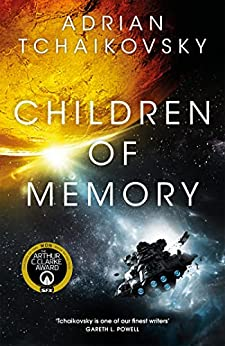 ADRIAN
TCHAIKOVSKY
CHILDREN
OF
MEMORY
WON
ARTHUR
C. CLARKE
AWARD
'Tchaikovsky is one of our finest writers'
GARETH L. POWELL